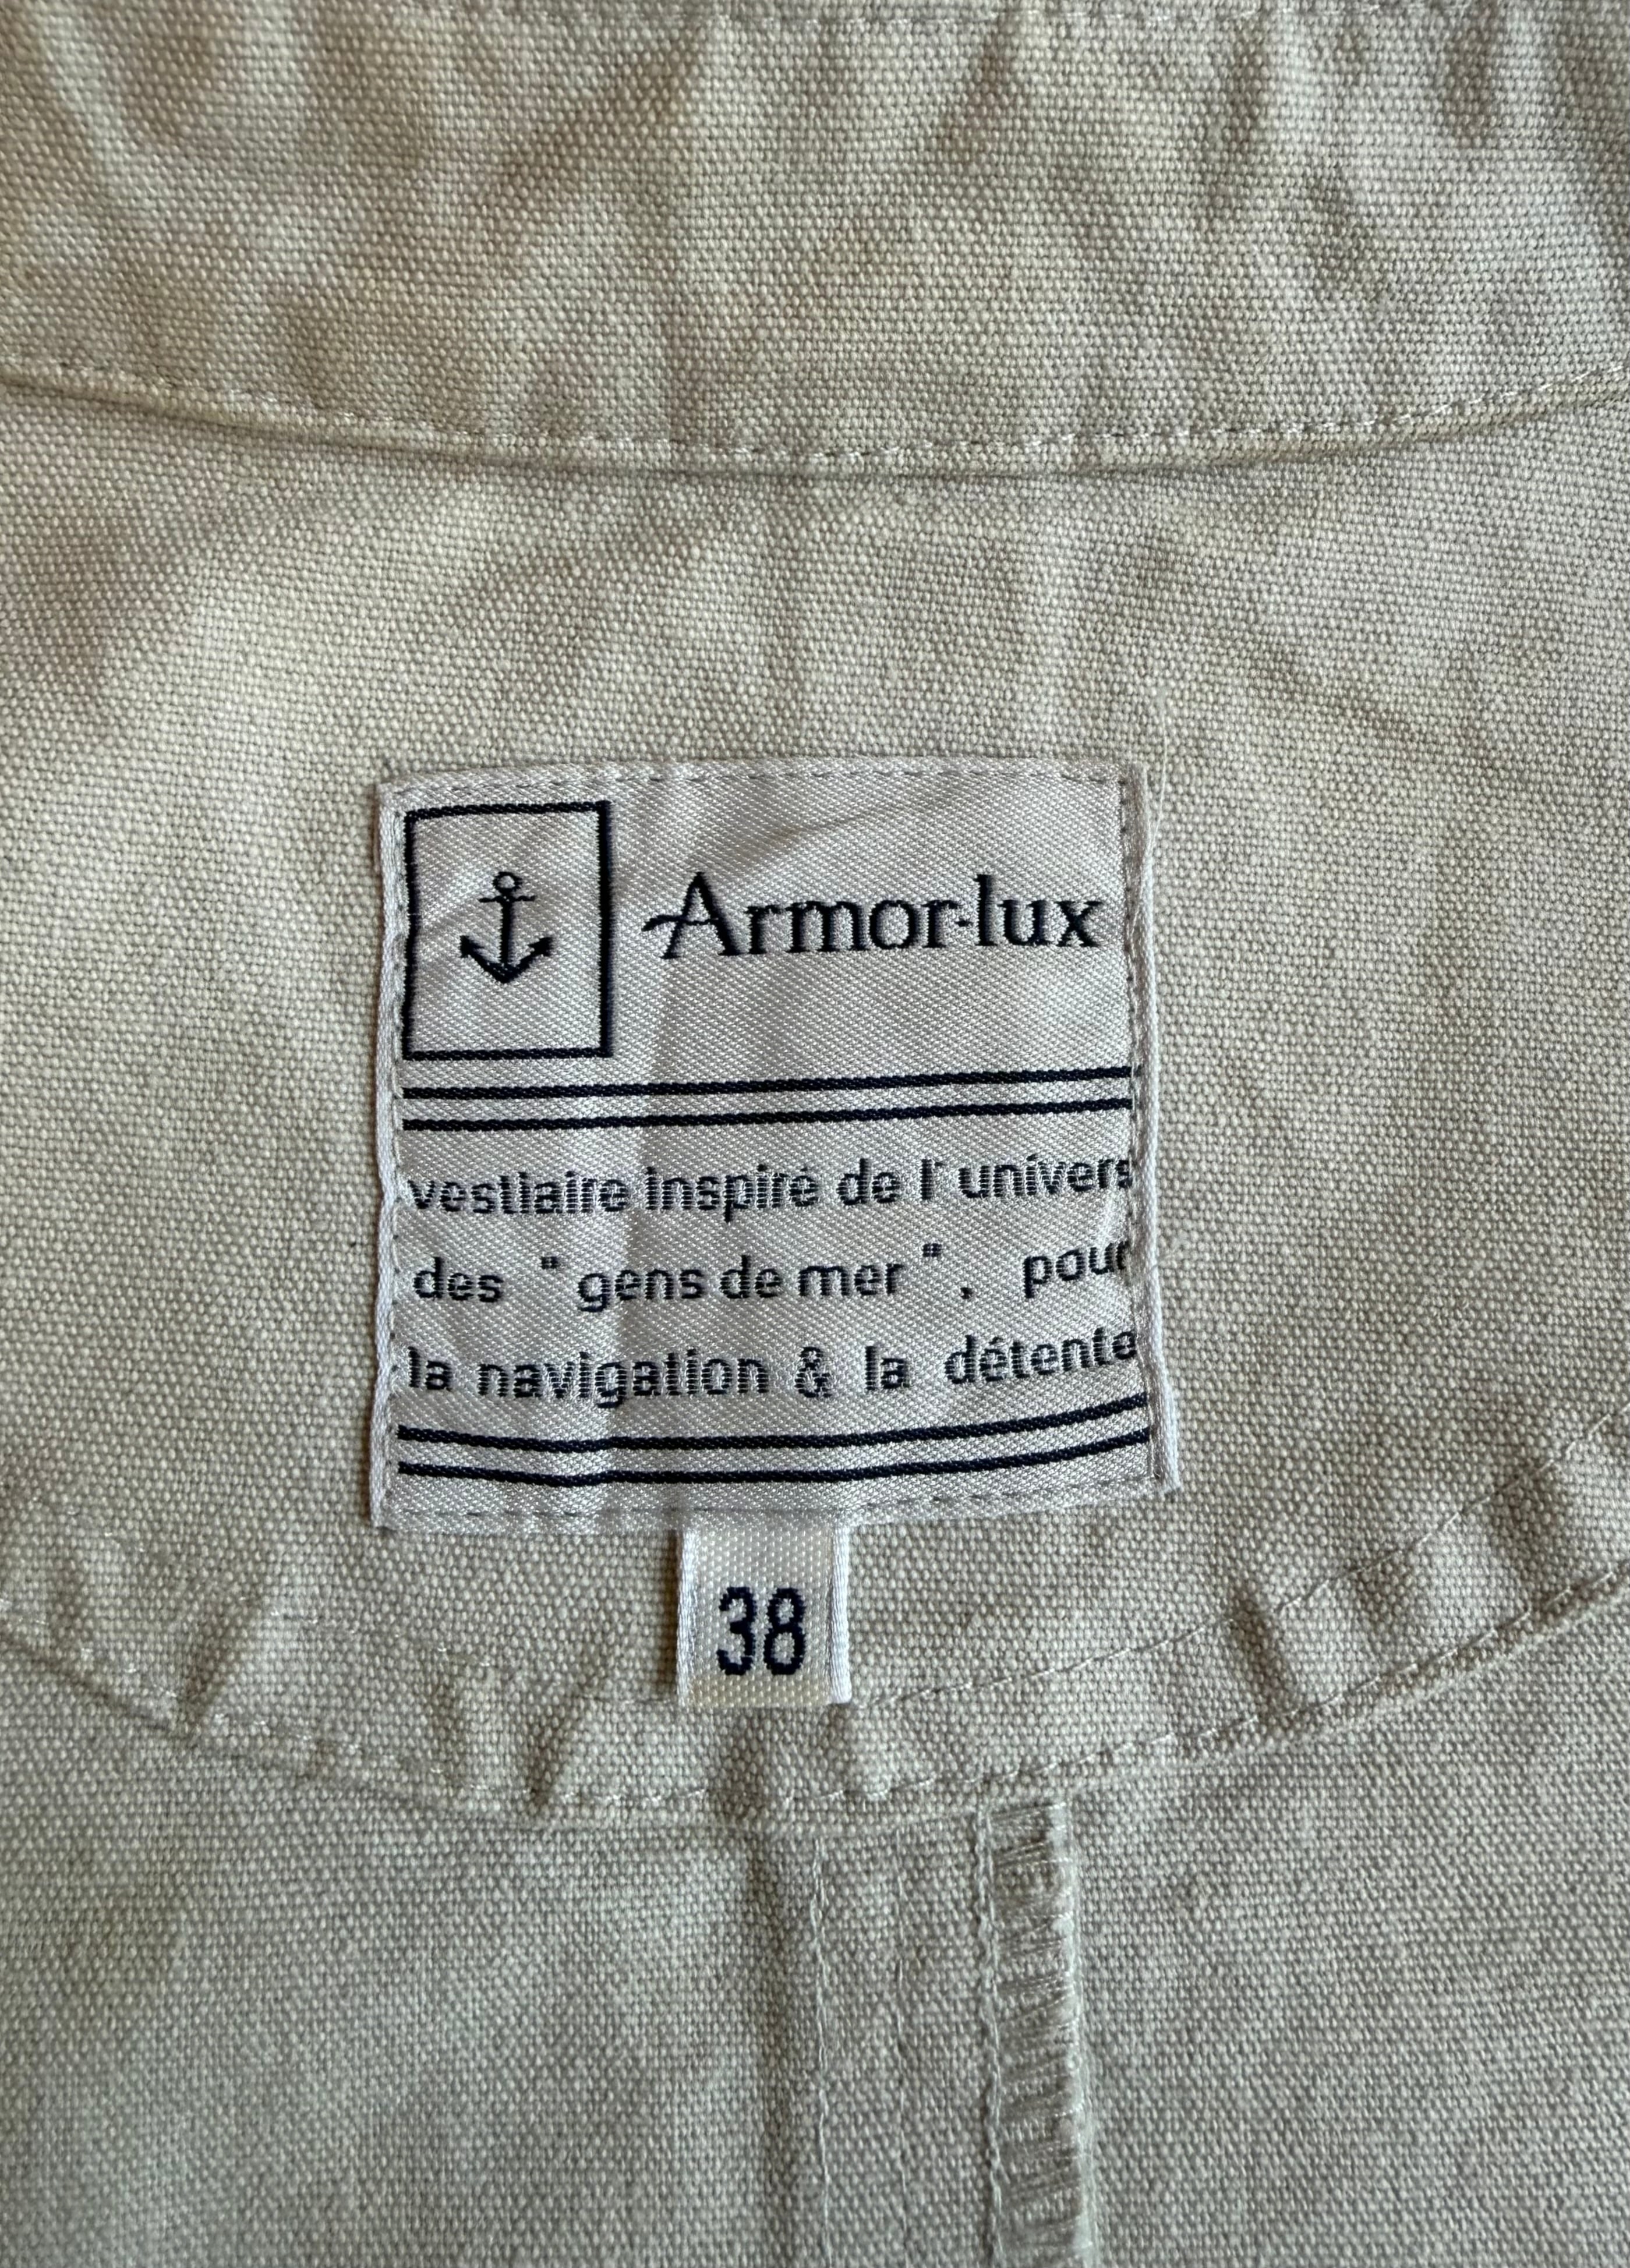 Armor-lux
vestiaire inspiré de l' univers
des " gens de mer ", pour
la navigation & la détente
38